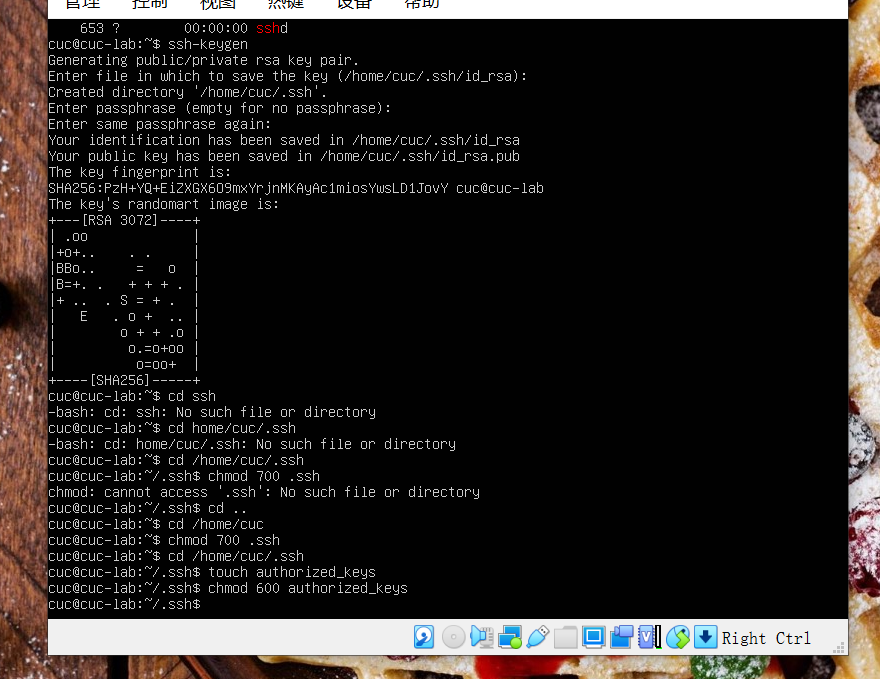 管理 控制 视图 热键 设备 帮助
    653 ?        00:00:00 sshd
cuc@cuc-lab:~$ ssh-keygen
Generating public/private rsa key pair.
Enter file in which to save the key (/home/cuc/.ssh/id_rsa):
Created directory '/home/cuc/.ssh'.
Enter passphrase (empty for no passphrase):
Enter same passphrase again:
Your identification has been saved in /home/cuc/.ssh/id_rsa
Your public key has been saved in /home/cuc/.ssh/id_rsa.pub
The key fingerprint is:
SHA256:PzH+YQ+EiZXGX6O9mxYrjnMKAyAc1miosYwsLD1JovY cuc@cuc-lab
The key's randomart image is:
+---[RSA 3072]----+
| .oo             |
|+o+..    . .     |
|BBo..     =   o  |
|B=+. .   + + + . |
|+ ..  . S = + .  |
|   E   . o +  .. |
|        o + + .o |
|         o.=o+oo |
|          o=oo+  |
+----[SHA256]-----+
cuc@cuc-lab:~$ cd ssh
-bash: cd: ssh: No such file or directory
cuc@cuc-lab:~$ cd home/cuc/.ssh
-bash: cd: home/cuc/.ssh: No such file or directory
cuc@cuc-lab:~$ cd /home/cuc/.ssh
cuc@cuc-lab:~/.ssh$ chmod 700 .ssh
chmod: cannot access '.ssh': No such file or directory
cuc@cuc-lab:~/.ssh$ cd ..
cuc@cuc-lab:~$ cd /home/cuc
cuc@cuc-lab:~$ chmod 700 .ssh
cuc@cuc-lab:~$ cd /home/cuc/.ssh
cuc@cuc-lab:~/.ssh$ touch authorized_keys
cuc@cuc-lab:~/.ssh$ chmod 600 authorized_keys
cuc@cuc-lab:~/.ssh$
Right Ctrl